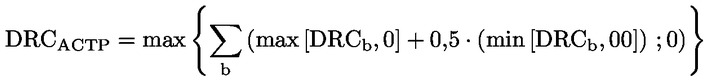 DRC_ACTP = max { ∑_b (max [DRC_b, 0] + 0,5 · (min [DRC_b, 00]) ; 0) }